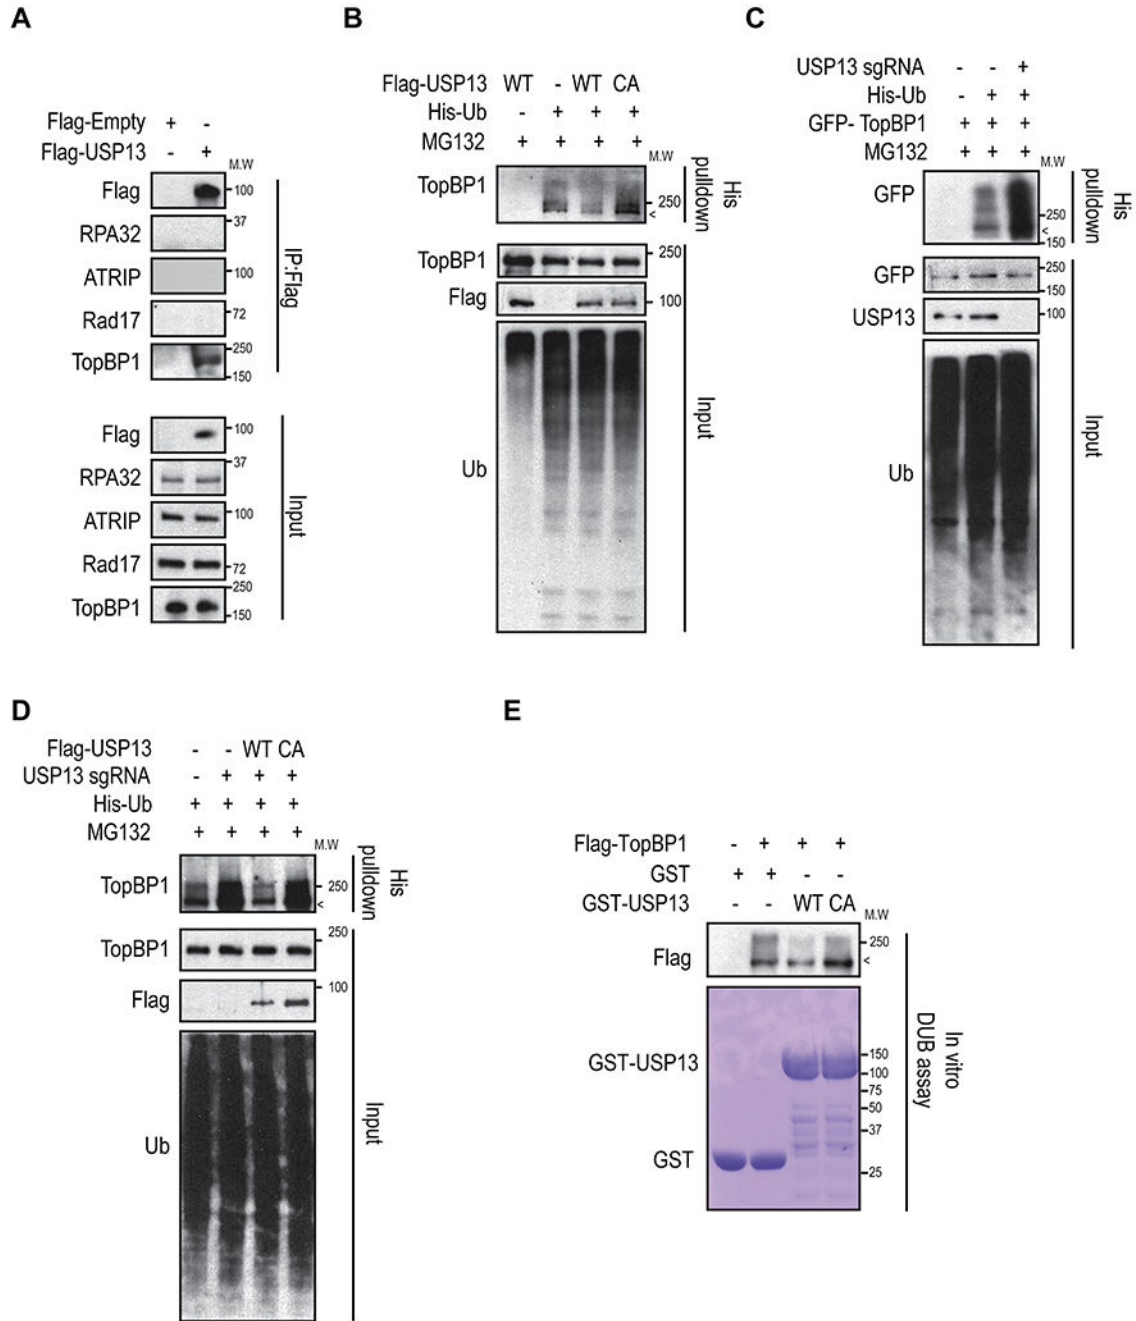 A
Flag-Empty + -
Flag-USP13 - +
M.W
Flag 100
RPA32 37
ATRIP 100
Rad17 72
TopBP1 250
150
IP:Flag
Flag 100
RPA32 37
ATRIP 100
Rad17 72
TopBP1 250
150
Input
B
Flag-USP13 WT - WT CA
His-Ub - + + +
MG132 + + + +
M.W
TopBP1 250
<
His
pulldown
TopBP1
Flag 100
Ub
Input
C
USP13 sgRNA - - +
His-Ub - + +
GFP- TopBP1 + + +
MG132 + + +
M.W
GFP 250
<
150
His
pulldown
GFP 250
150
USP13 100
Ub
Input
D
Flag-USP13 - - WT CA
USP13 sgRNA - + + +
His-Ub + + + +
MG132 + + + +
M.W
TopBP1 250
<
His
pulldown
TopBP1 250
Flag 100
Ub
Input
E
Flag-TopBP1 - + + +
GST + + - -
GST-USP13 - - WT CA
M.W
Flag 250
<
GST-USP13 150
100
75
50
37
GST 25
In vitro
DUB assay